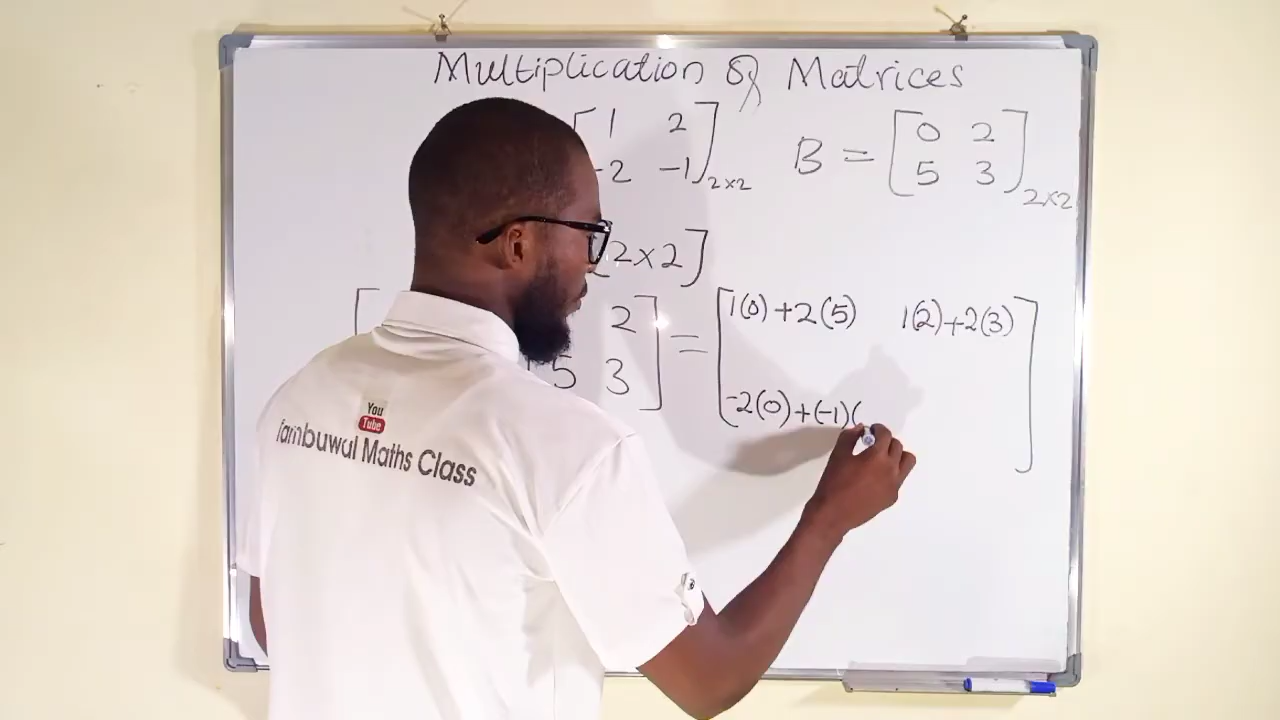 Multiplication of Matrices
1 2 B = [0 2
-2 -1]2×2 5 3]2×2
[2×2]
2] = [1(0)+2(5) 1(2)+2(3)]
5 3
-2(0)+(-1)(
You
Tube
Tambuwul Maths Class